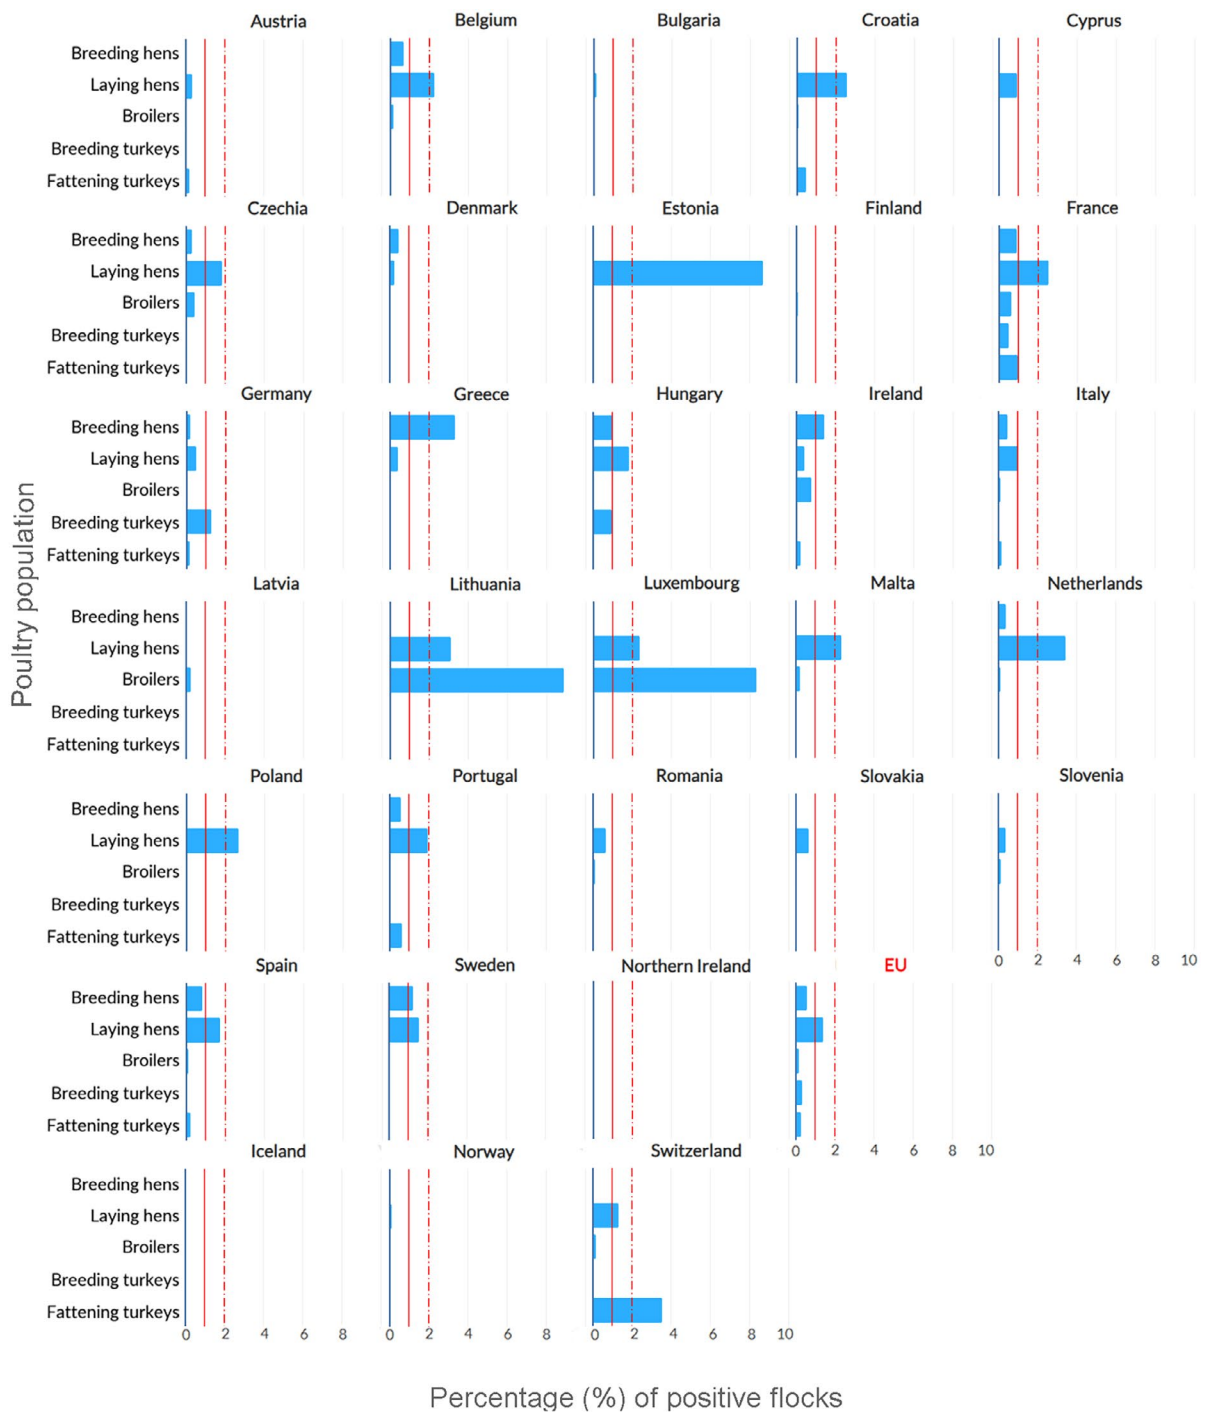 Austria Belgium Bulgaria Croatia Cyprus
Breeding hens
Laying hens
Broilers
Breeding turkeys
Fattening turkeys
Czechia Denmark Estonia Finland France
Breeding hens
Laying hens
Broilers
Breeding turkeys
Fattening turkeys
Germany Greece Hungary Ireland Italy
Breeding hens
Laying hens
Broilers
Breeding turkeys
Fattening turkeys
Poultry population
Latvia Lithuania Luxembourg Malta Netherlands
Breeding hens
Laying hens
Broilers
Breeding turkeys
Fattening turkeys
Poland Portugal Romania Slovakia Slovenia
Breeding hens
Laying hens
Broilers
Breeding turkeys
Fattening turkeys
0 2 4 6 8 10
Spain Sweden Northern Ireland EU
Breeding hens
Laying hens
Broilers
Breeding turkeys
Fattening turkeys
0 2 4 6 8 10
Iceland Norway Switzerland
Breeding hens
Laying hens
Broilers
Breeding turkeys
Fattening turkeys
0 2 4 6 8 0 2 4 6 8 0 2 4 6 8 10
Percentage (%) of positive flocks